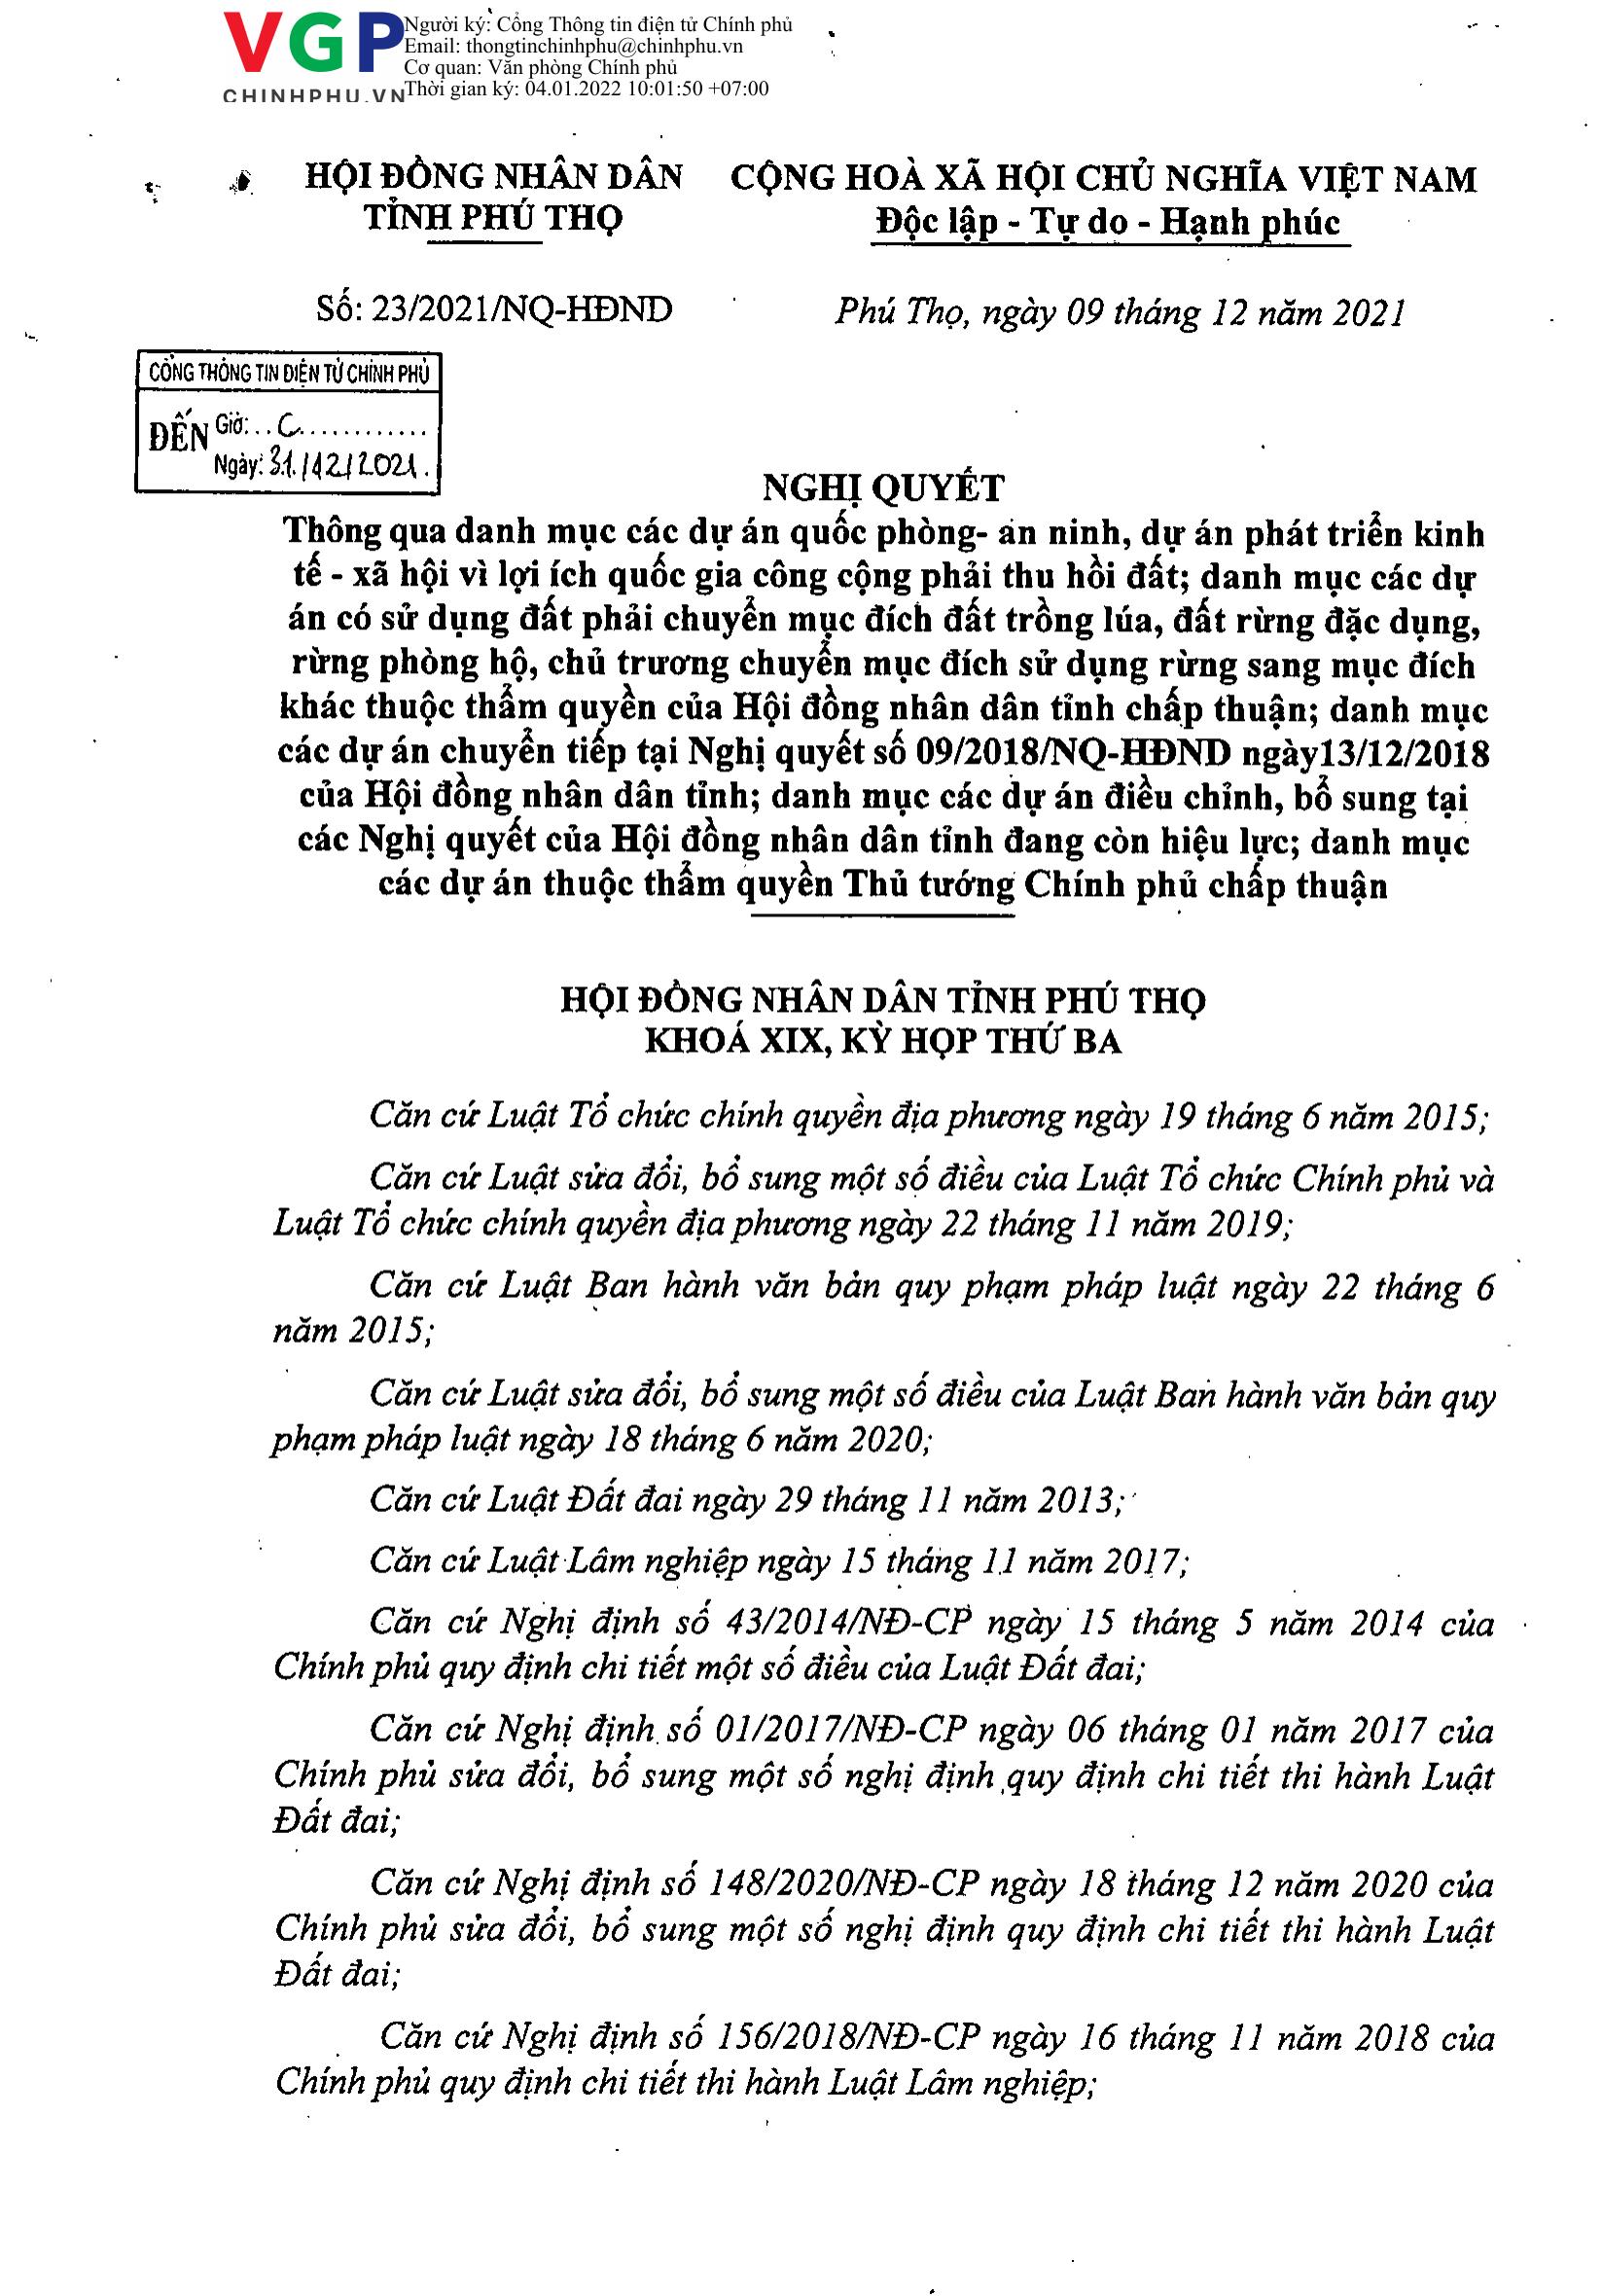 VGP
CHINHPHU.VN
Người ký: Cổng Thông tin điện tử Chính phủ
Email: thongtinchinhphu@chinhphu.vn
Cơ quan: Văn phòng Chính phủ
Thời gian ký: 04.01.2022 10:01:50 +07:00
HỘI ĐỒNG NHÂN DÂN
TỈNH PHÚ THỌ
CỘNG HOÀ XÃ HỘI CHỦ NGHĨA VIỆT NAM
Độc lập - Tự do - Hạnh phúc
Số: 23/2021/NQ-HĐND
Phú Thọ, ngày 09 tháng 12 năm 2021
CỔNG THÔNG TIN ĐIỆN TỬ CHÍNH PHỦ
ĐẾN Giờ: ..C............
Ngày: 31/12/2021.
NGHỊ QUYẾT
Thông qua danh mục các dự án quốc phòng- an ninh, dự án phát triển kinh
tế - xã hội vì lợi ích quốc gia công cộng phải thu hồi đất; danh mục các dự
án có sử dụng đất phải chuyển mục đích đất trồng lúa, đất rừng đặc dụng,
rừng phòng hộ, chủ trương chuyển mục đích sử dụng rừng sang mục đích
khác thuộc thẩm quyền của Hội đồng nhân dân tỉnh chấp thuận; danh mục
các dự án chuyển tiếp tại Nghị quyết số 09/2018/NQ-HĐND ngày13/12/2018
của Hội đồng nhân dân tỉnh; danh mục các dự án điều chỉnh, bổ sung tại
các Nghị quyết của Hội đồng nhân dân tỉnh đang còn hiệu lực; danh mục
các dự án thuộc thẩm quyền Thủ tướng Chính phủ chấp thuận
HỘI ĐỒNG NHÂN DÂN TỈNH PHÚ THỌ
KHOÁ XIX, KỲ HỌP THỨ BA
Căn cứ Luật Tổ chức chính quyền địa phương ngày 19 tháng 6 năm 2015;
Căn cứ Luật sửa đổi, bổ sung một số điều của Luật Tổ chức Chính phủ và
Luật Tổ chức chính quyền địa phương ngày 22 tháng 11 năm 2019;
Căn cứ Luật Ban hành văn bản quy phạm pháp luật ngày 22 tháng 6
năm 2015;
Căn cứ Luật sửa đổi, bổ sung một số điều của Luật Ban hành văn bản quy
phạm pháp luật ngày 18 tháng 6 năm 2020;
Căn cứ Luật Đất đai ngày 29 tháng 11 năm 2013;
Căn cứ Luật Lâm nghiệp ngày 15 tháng 11 năm 2017;
Căn cứ Nghị định số 43/2014/NĐ-CP ngày 15 tháng 5 năm 2014 của
Chính phủ quy định chi tiết một số điều của Luật Đất đai;
Căn cứ Nghị định số 01/2017/NĐ-CP ngày 06 tháng 01 năm 2017 của
Chính phủ sửa đổi, bổ sung một số nghị định quy định chi tiết thi hành Luật
Đất đai;
Căn cứ Nghị định số 148/2020/NĐ-CP ngày 18 tháng 12 năm 2020 của
Chính phủ sửa đổi, bổ sung một số nghị định quy định chi tiết thi hành Luật
Đất đai;
Căn cứ Nghị định số 156/2018/NĐ-CP ngày 16 tháng 11 năm 2018 của
Chính phủ quy định chi tiết thi hành Luật Lâm nghiệp;